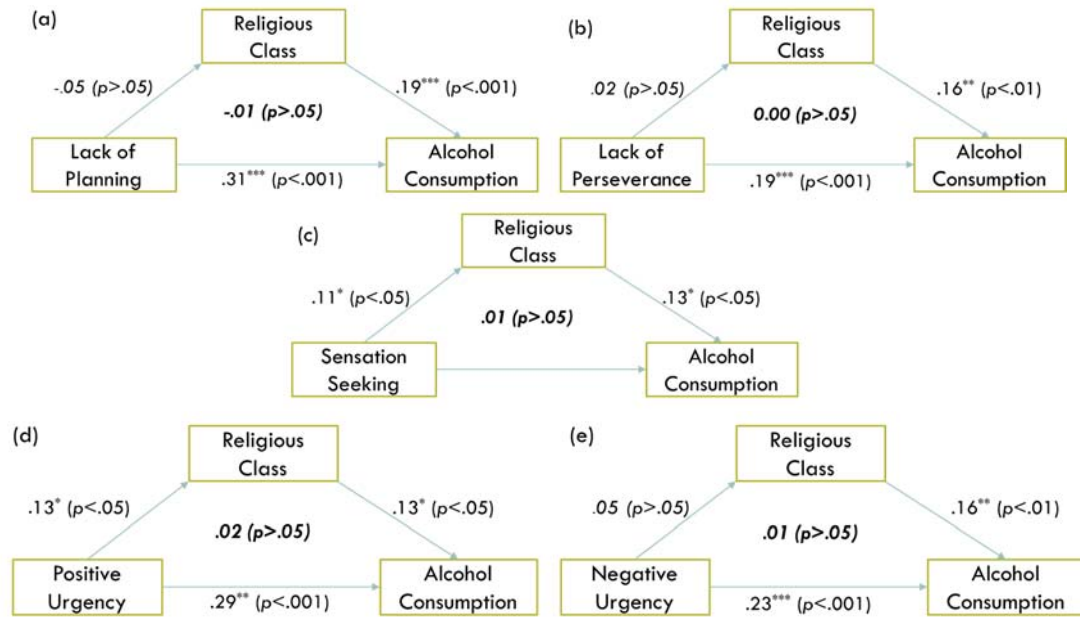 (a)
Religious
Class
-.05 (p>.05)
.19*** (p<.001)
-.01 (p>.05)
Lack of
Planning
Alcohol
Consumption
.31*** (p<.001)
(b)
Religious
Class
.02 (p>.05)
.16** (p<.01)
0.00 (p>.05)
Lack of
Perseverance
Alcohol
Consumption
.19*** (p<.001)
(c)
Religious
Class
.11* (p<.05)
.13* (p<.05)
.01 (p>.05)
Sensation
Seeking
Alcohol
Consumption
(d)
Religious
Class
.13* (p<.05)
.13* (p<.05)
.02 (p>.05)
Positive
Urgency
Alcohol
Consumption
.29** (p<.001)
(e)
Religious
Class
.05 (p>.05)
.16** (p<.01)
.01 (p>.05)
Negative
Urgency
Alcohol
Consumption
.23*** (p<.001)